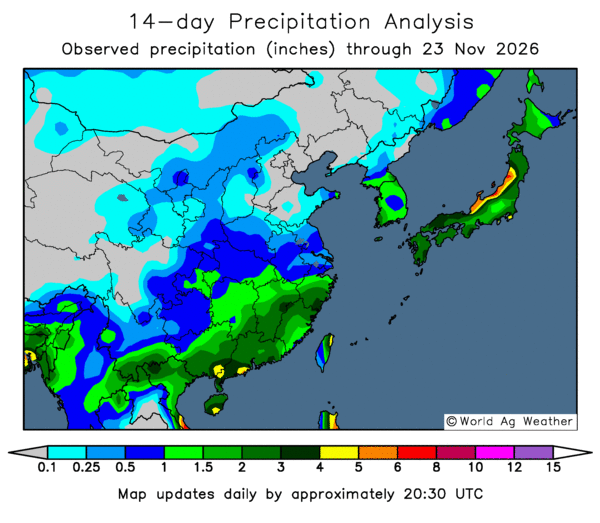 14-day Precipitation Analysis
Observed precipitation (inches) through 23 Nov 2026
© World Ag Weather
0.1 0.25 0.5 1 1.5 2 3 4 5 6 8 10 12 15
Map updates daily by approximately 20:30 UTC